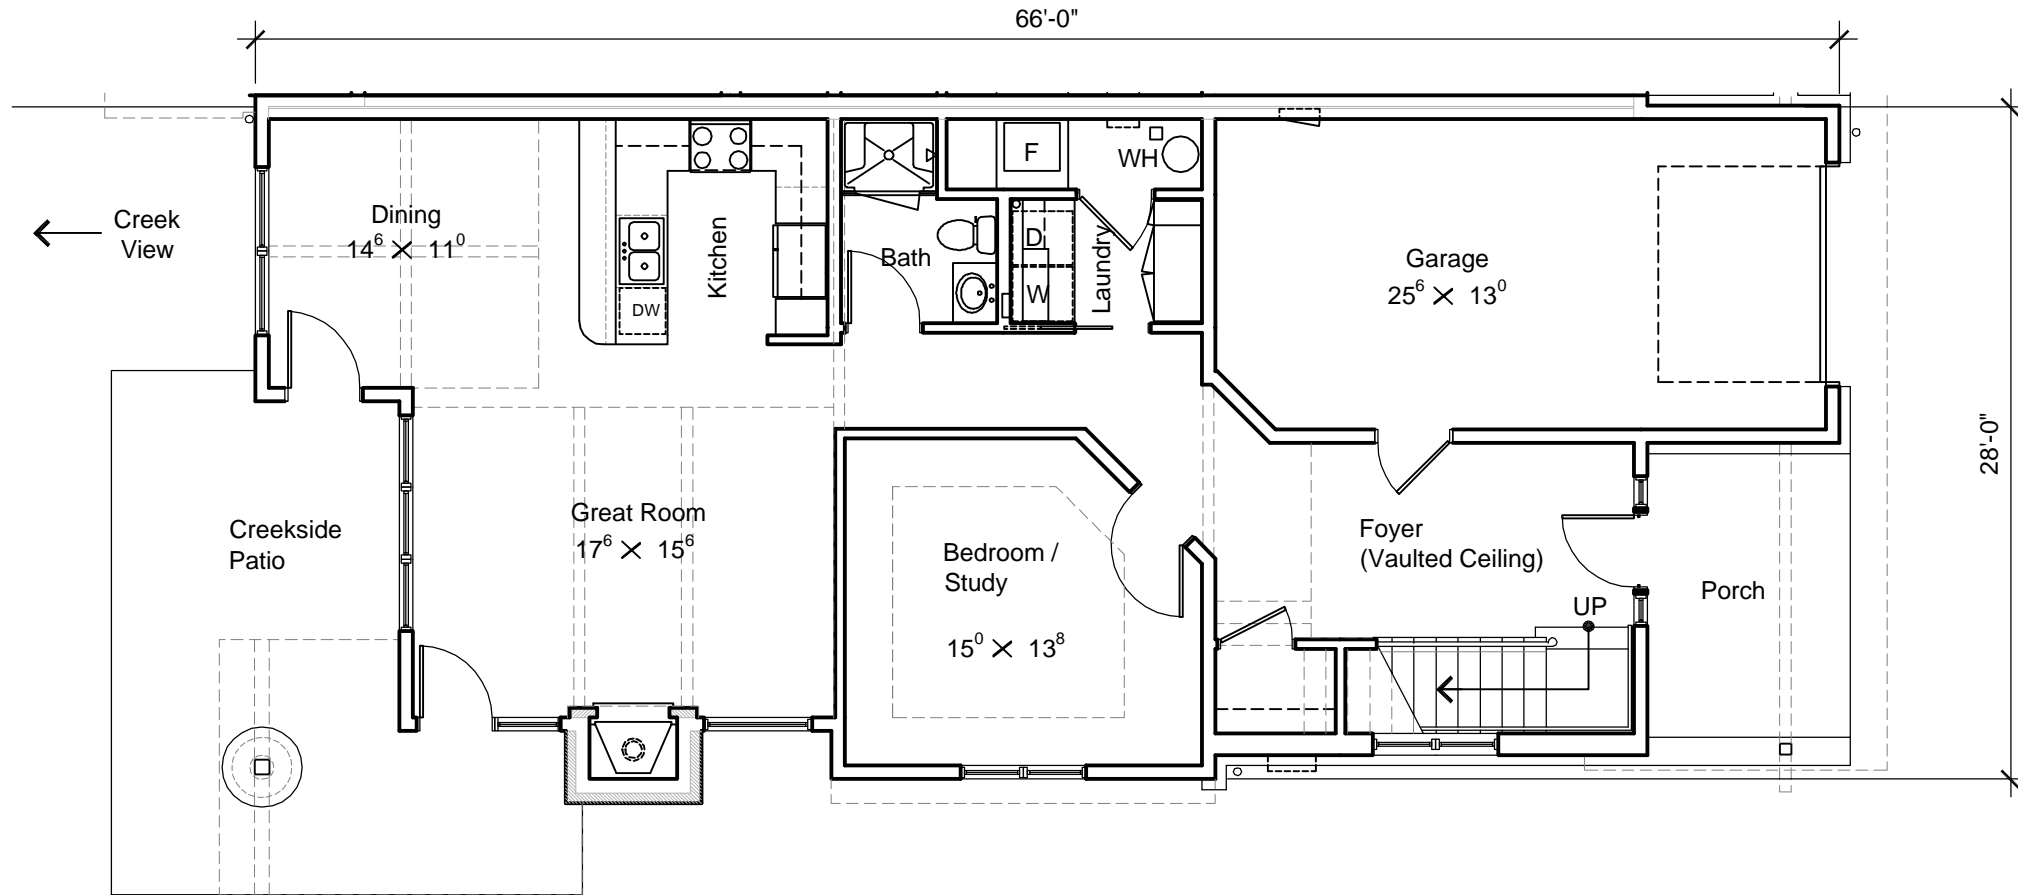 66'-0"
Creek
View
Dining
14⁶ X 11⁰
Kitchen
DW
Bath
F
WH
D
W
Laundry
Garage
25⁶ X 13⁰
28'-0"
Creekside
Patio
Great Room
17⁶ X 15⁶
Bedroom /
Study
15⁰ X 13⁸
Foyer
(Vaulted Ceiling)
UP
Porch